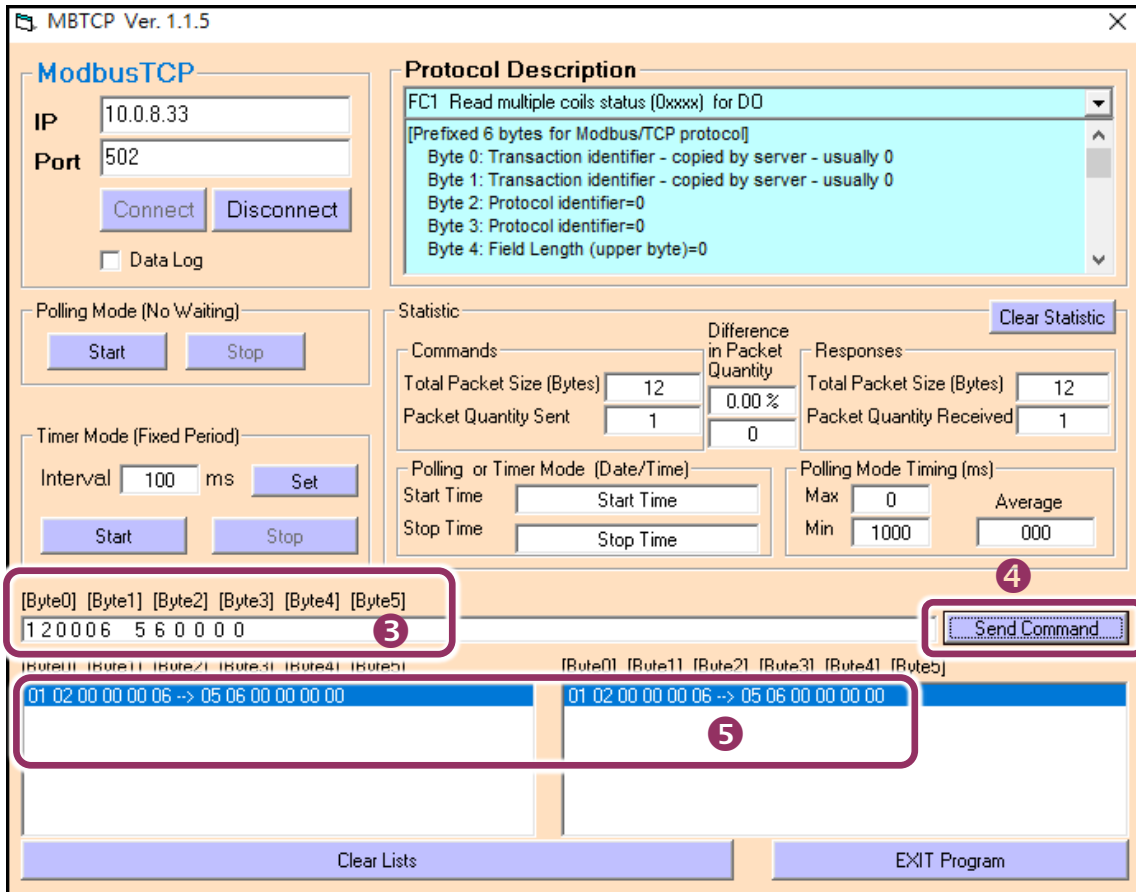 MBTCP Ver. 1.1.5
ModbusTCP
IP 10.0.8.33
Port 502
Connect Disconnect
Data Log
Protocol Description
FC1 Read multiple coils status (0xxxx) for DO
[Prefixed 6 bytes for Modbus/TCP protocol]
Byte 0: Transaction identifier - copied by server - usually 0
Byte 1: Transaction identifier - copied by server - usually 0
Byte 2: Protocol identifier=0
Byte 3: Protocol identifier=0
Byte 4: Field Length (upper byte)=0
Polling Mode (No Waiting)
Start Stop
Timer Mode (Fixed Period)
Interval 100 ms Set
Start Stop
Statistic
Clear Statistic
Commands
Total Packet Size (Bytes) 12
Packet Quantity Sent 1
Difference
in Packet
Quantity
0.00 %
0
Responses
Total Packet Size (Bytes) 12
Packet Quantity Received 1
Polling or Timer Mode (Date/Time)
Start Time Start Time
Stop Time Stop Time
Polling Mode Timing (ms)
Max 0 Average
Min 1000 000
4
[Byte0] [Byte1] [Byte2] [Byte3] [Byte4] [Byte5]
1 2 0 0 0 6 5 6 0 0 0 0
3
Send Command
[Byte0] [Byte1] [Byte2] [Byte3] [Byte4] [Byte5]
01 02 00 00 00 06 --> 05 06 00 00 00 00
[Byte0] [Byte1] [Byte2] [Byte3] [Byte4] [Byte5]
01 02 00 00 00 06 --> 05 06 00 00 00 00
5
Clear Lists
EXIT Program